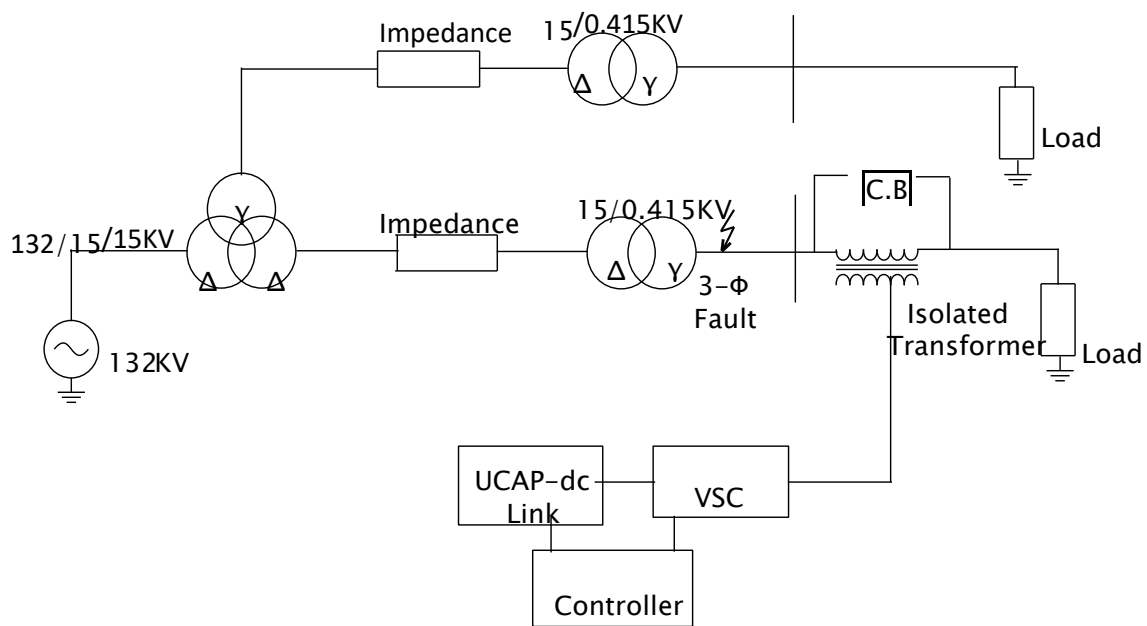 Impedance
15/0.415KV
Δ
Y
Load
Y
132/15/15KV
Δ
Δ
Impedance
15/0.415KV
Δ
Y
3-Φ
Fault
C.B
Isolated
Transformer
Load
132KV
UCAP-dc
Link
VSC
Controller